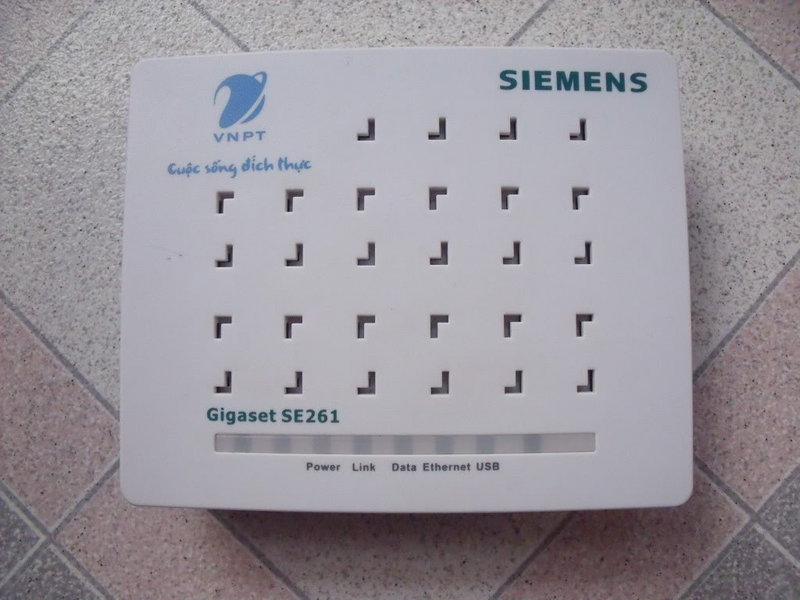 VNPT
Cuộc sống đích thực
SIEMENS
Gigaset SE261
Power Link Data Ethernet USB